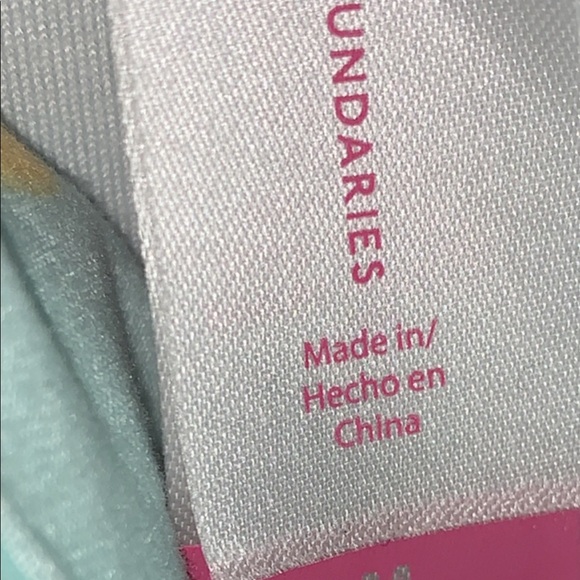 UNDARIES
Made in/
Hecho en
China